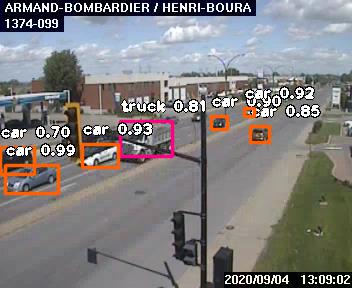 ARMAND-BOMBARDIER / HENRI-BOURA
1374-099
car 0.92
truck 0.81
car 0.90
car 0.85
car 0.70
car 0.93
car 0.99
2020/09/04 13:09:02